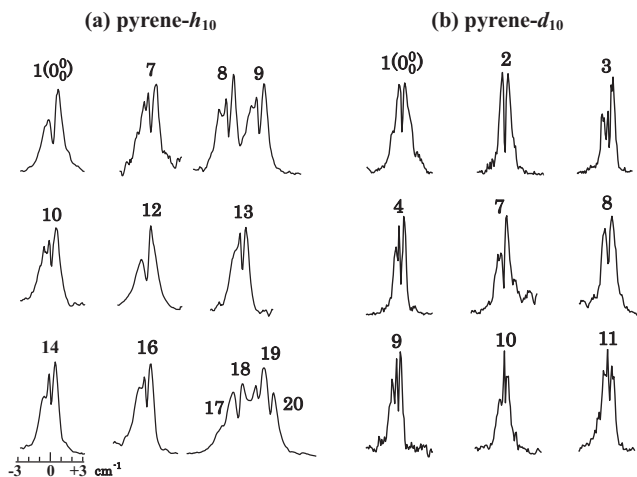 (a) pyrene-h₁₀ (b) pyrene-d₁₀
1(0⁰₀) 7 8 9 1(0⁰₀) 2 3
10 12 13 4 7 8
14 16 17 18 19 20 9 10 11
-3 0 +3 cm⁻¹